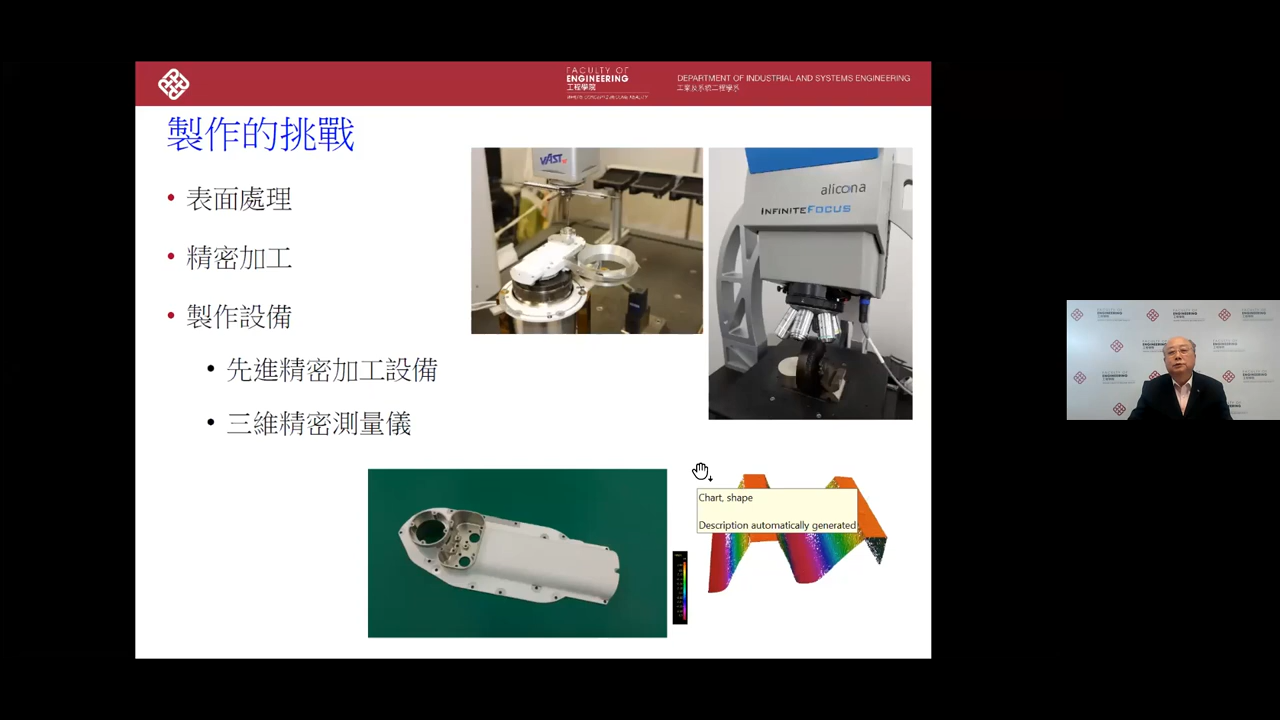 FACULTY OF
ENGINEERING
工程學院
DEPARTMENT OF INDUSTRIAL AND SYSTEMS ENGINEERING
工業及系統工程學系
製作的挑戰
• 表面處理
• 精密加工
• 製作設備
• 先進精密加工設備
• 三維精密測量儀
VAST
alicona
INFINITEFOCUS
Chart, shape
Description automatically generated